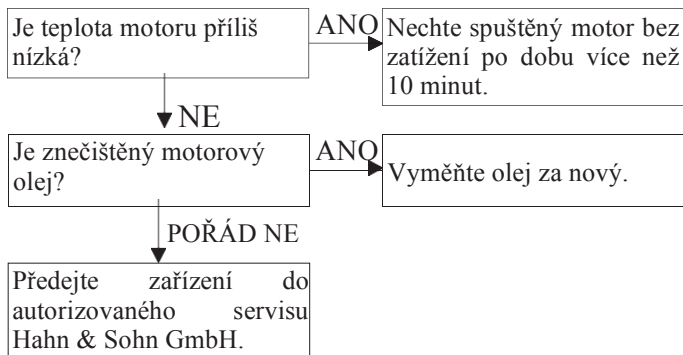 Je teplota motoru příliš
nízká?
ANO
Nechte spuštěný motor bez
zatížení po dobu více než
10 minut.
NE
Je znečištěný motorový
olej?
ANO
Vyměňte olej za nový.
POŘÁD NE
Předejte zařízení do
autorizovaného servisu
Hahn & Sohn GmbH.